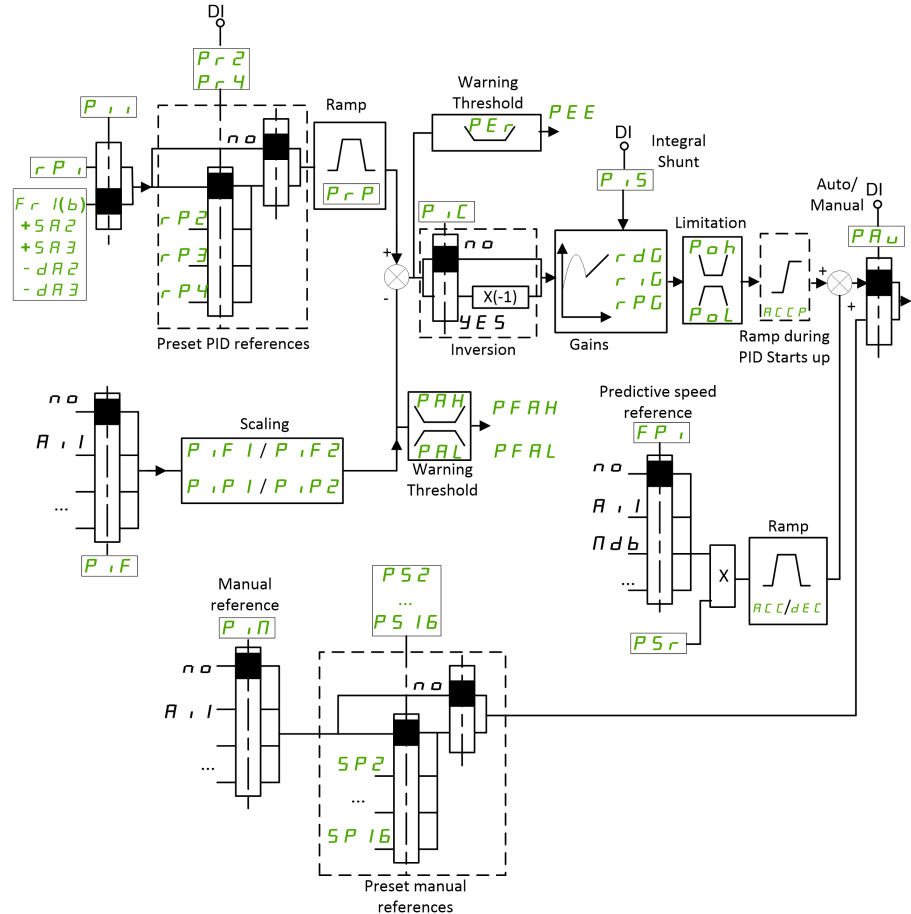 DI
Pr2
Pr4
Pii
rPi
Fr1(b)
+SA2
+SA3
-dA2
-dA3
no
rP2
rP3
rP4
Preset PID references
Ramp
PrP
Warning
Threshold
PEr
PEE
+
-
PiC
no
X(-1)
YES
Inversion
DI
Integral
Shunt
PiS
rdG
riG
rPG
Gains
Limitation
Poh
PoL
ACCP
Ramp during
PID Starts up
Auto/
Manual
DI
PAu
+
+
no
Ai1
...
PiF
Scaling
PiF1/PiF2
PiP1/PiP2
PAH
PAL
Warning
Threshold
PFAH
PFAL
Predictive speed
reference
FPi
no
Ai1
Mdb
...
PSr
X
Ramp
ACC/dEC
Manual
reference
PiM
no
Ai1
...
PS2
...
PS16
no
SP2
...
SP16
Preset manual
references